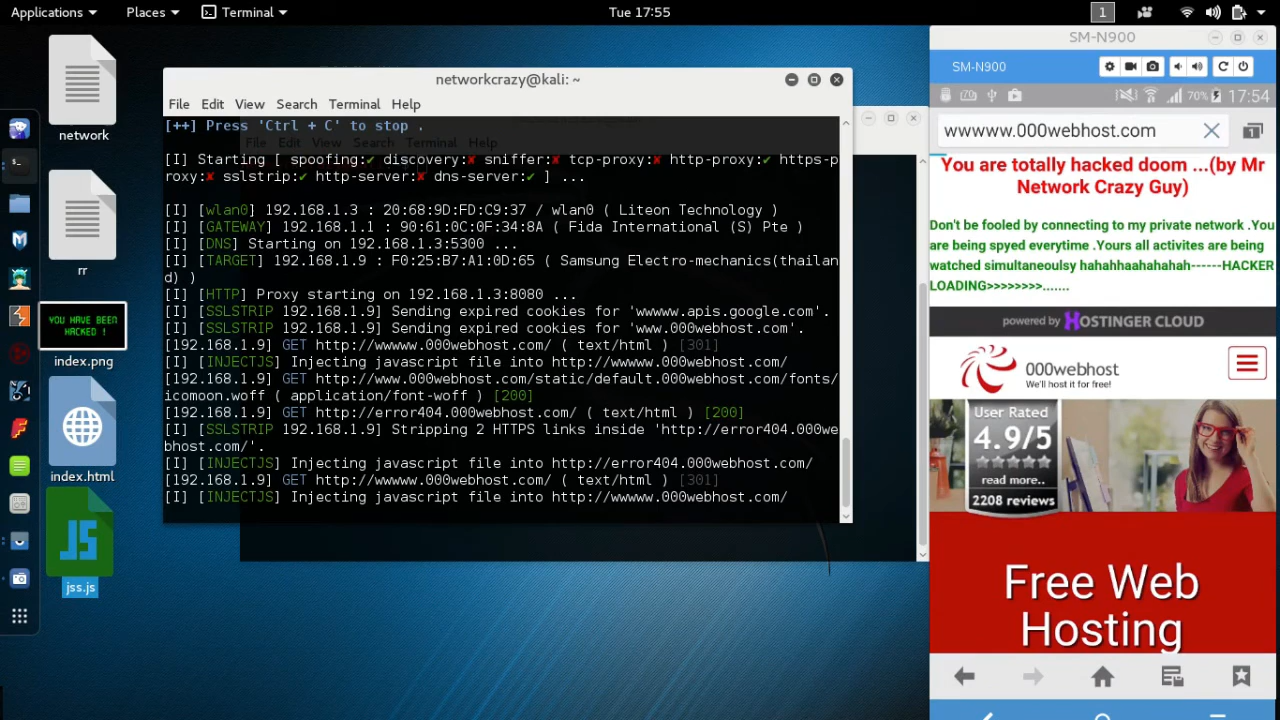 Applications
Places
Terminal
Tue 17:55
1
network
rr
YOU HAVE BEEN
HACKED !
index.png
index.html
JS
jss.js
networkcrazy@kali: ~
File Edit View Search Terminal Help
File Edit View Search Terminal Help
[++] Press 'Ctrl + C' to stop .
[I] Starting [ spoofing:✔ discovery:✘ sniffer:✘ tcp-proxy:✘ http-proxy:✔ https-p
roxy:✘ sslstrip:✔ http-server:✘ dns-server:✔ ] ...
[I] [wlan0] 192.168.1.3 : 20:68:9D:FD:C9:37 / wlan0 ( Liteon Technology )
[I] [GATEWAY] 192.168.1.1 : 90:61:0C:0F:34:8A ( Fida International (S) Pte )
[I] [DNS] Starting on 192.168.1.3:5300 ...
[I] [TARGET] 192.168.1.9 : F0:25:B7:A1:0D:65 ( Samsung Electro-mechanics(thailan
d) )
[I] [HTTP] Proxy starting on 192.168.1.3:8080 ...
[I] [SSLSTRIP 192.168.1.9] Sending expired cookies for 'wwwww.apis.google.com'.
[I] [SSLSTRIP 192.168.1.9] Sending expired cookies for 'www.000webhost.com'.
[192.168.1.9] GET http://wwwww.000webhost.com/ ( text/html ) [301]
[I] [INJECTJS] Injecting javascript file into http://wwwww.000webhost.com/
[192.168.1.9] GET http://www.000webhost.com/static/default.000webhost.com/fonts/
icomoon.woff ( application/font-woff ) [200]
[192.168.1.9] GET http://error404.000webhost.com/ ( text/html ) [200]
[I] [SSLSTRIP 192.168.1.9] Stripping 2 HTTPS links inside 'http://error404.000we
bhost.com/'.
[I] [INJECTJS] Injecting javascript file into http://error404.000webhost.com/
[192.168.1.9] GET http://wwwww.000webhost.com/ ( text/html ) [301]
[I] [INJECTJS] Injecting javascript file into http://wwwww.000webhost.com/
SM-N900
SM-N900
70% 17:54
wwwww.000webhost.com
1
You are totally hacked doom ...(by Mr
Network Crazy Guy)
Don't be fooled by connecting to my private network .You
are being spyed everytime .Yours all activites are being
watched simultaneoulsy hahahhaahahahah------HACKER
LOADING>>>>>>>>.......
powered by HOSTINGER CLOUD
000webhost
We'll host it for free!
User Rated
4.9/5
read more..
2208 reviews
Free Web
Hosting